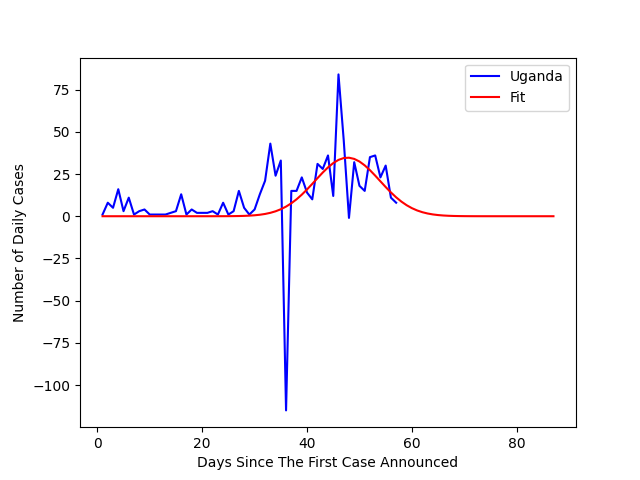 Uganda
Fit
75
50
25
0
−25
−50
−75
−100
Number of Daily Cases
0 20 40 60 80
Days Since The First Case Announced